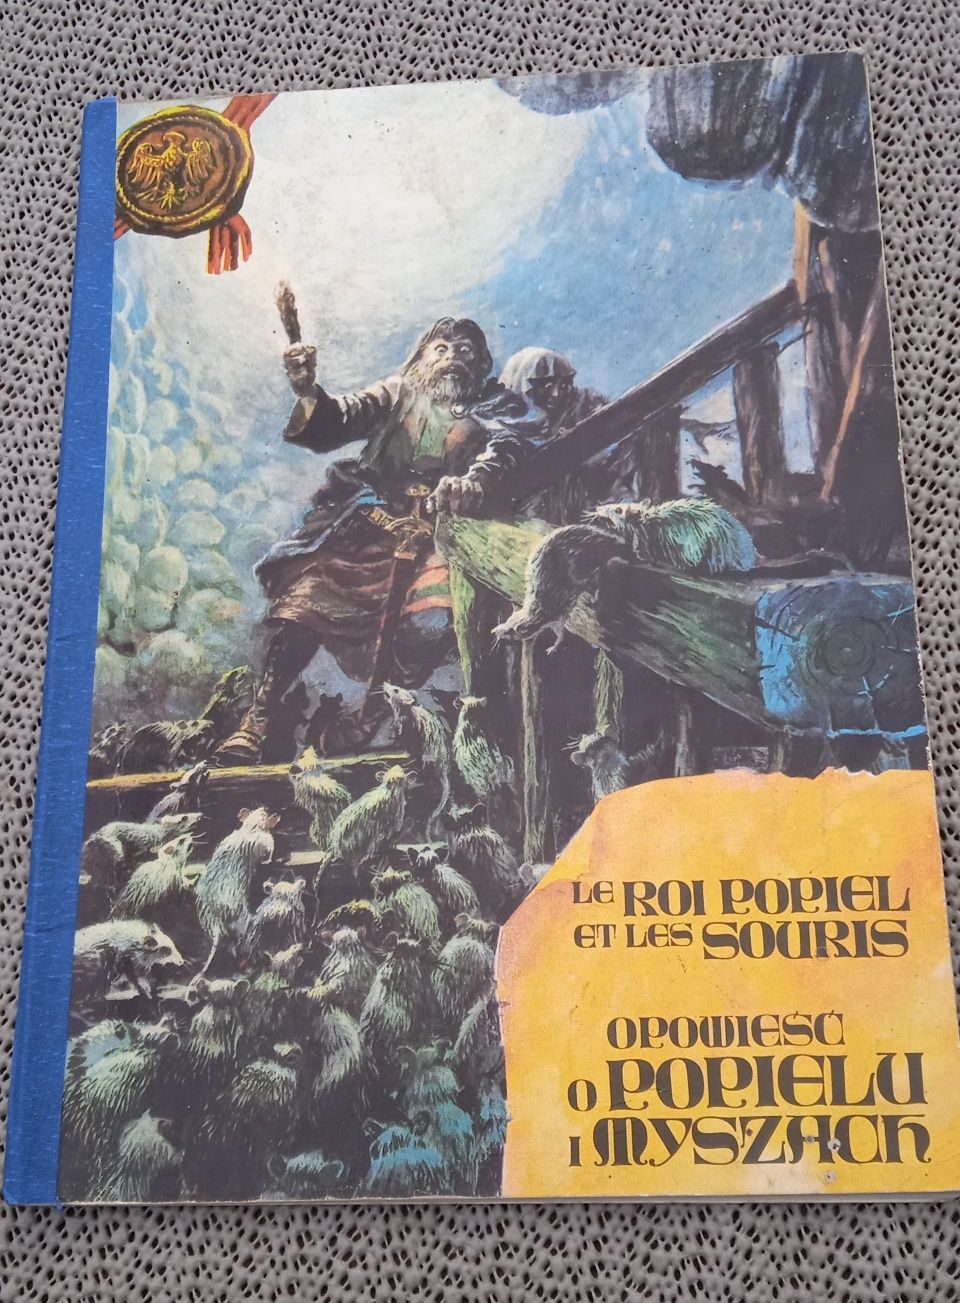 LE ROI POPIEL
ET LES SOURIS
OPOWIEŚĆ
O POPIELU
I MYSZACH